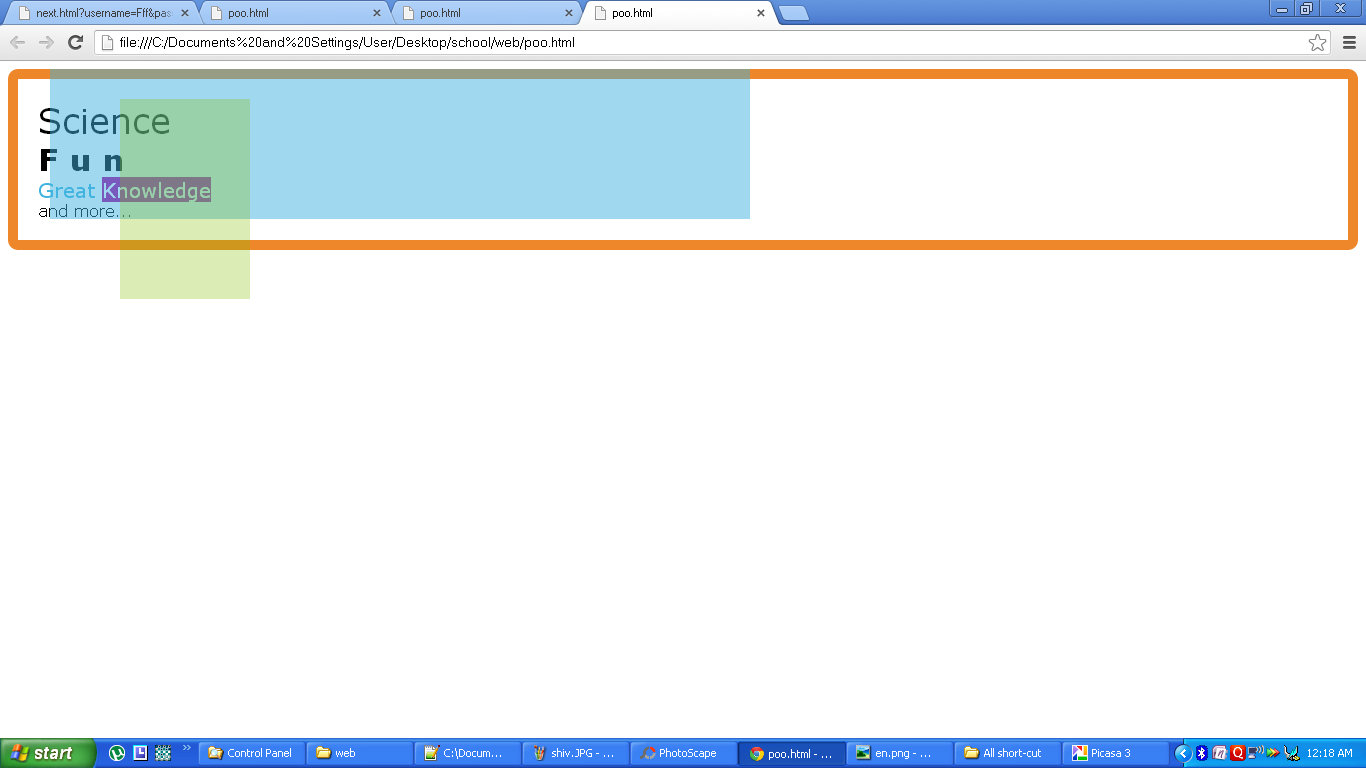 next.html?username=Fff&pas
poo.html
poo.html
poo.html
file:///C:/Documents%20and%20Settings/User/Desktop/school/web/poo.html
Science
Fun
Great Knowledge
and more...
start
Control Panel
web
C:\Docum...
shiv.JPG - ...
PhotoScape
poo.html - ...
en.png - ...
All short-cut
Picasa 3
12:18 AM